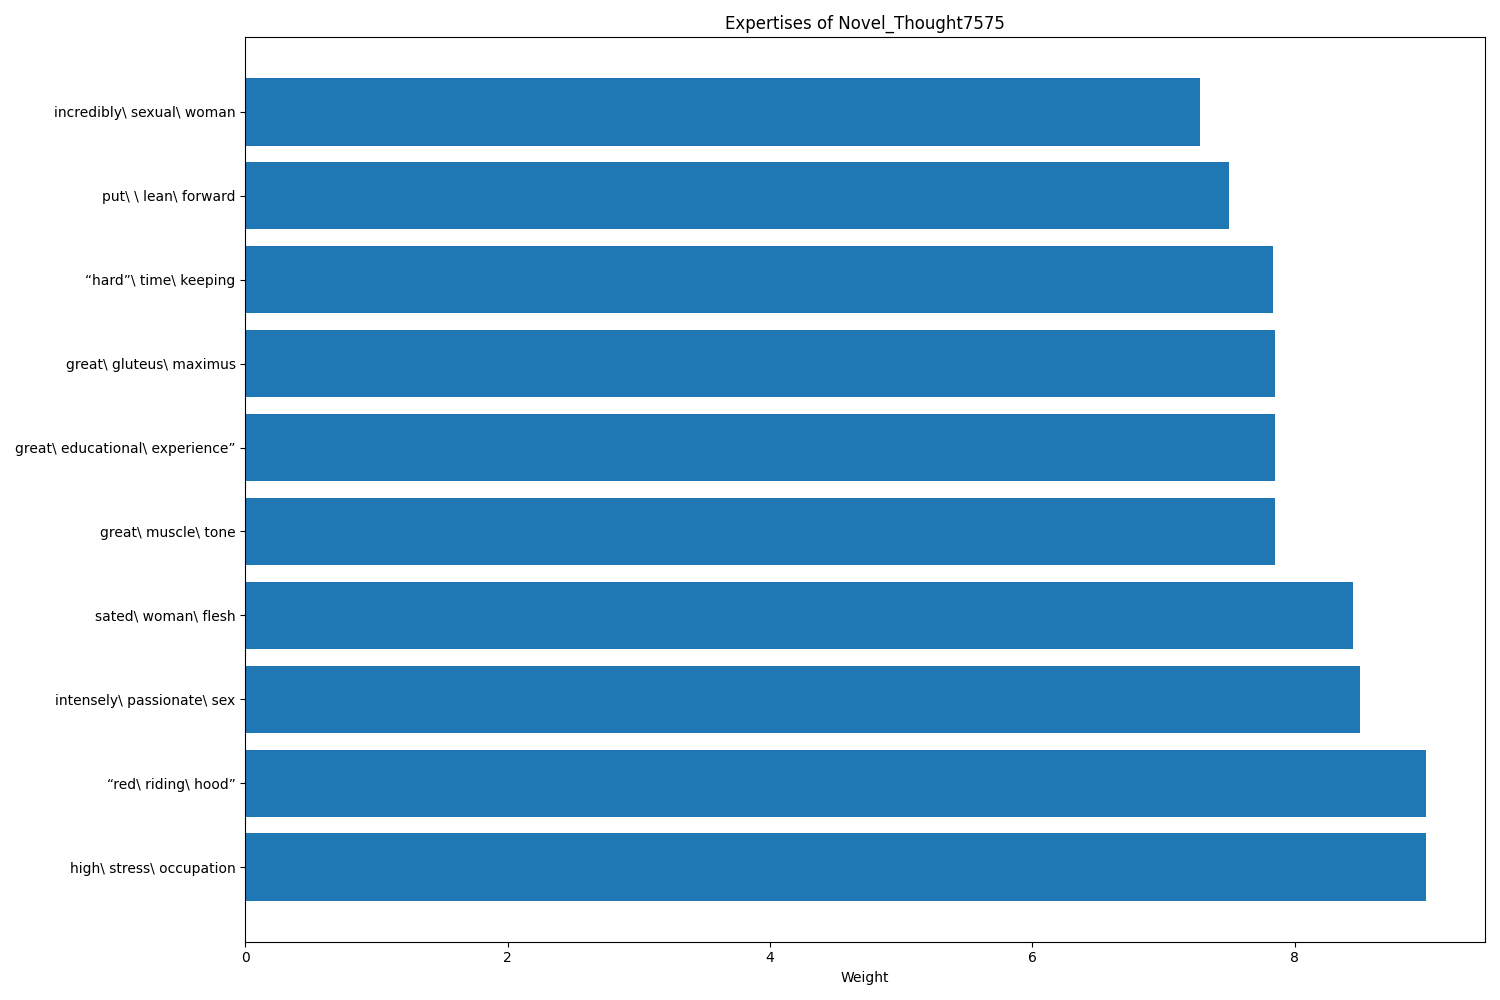 Expertises of Novel_Thought7575
incredibly\ sexual\ woman
put\ \ lean\ forward
“hard”\ time\ keeping
great\ gluteus\ maximus
great\ educational\ experience”
great\ muscle\ tone
sated\ woman\ flesh
intensely\ passionate\ sex
“red\ riding\ hood”
high\ stress\ occupation
0 2 4 6 8
Weight